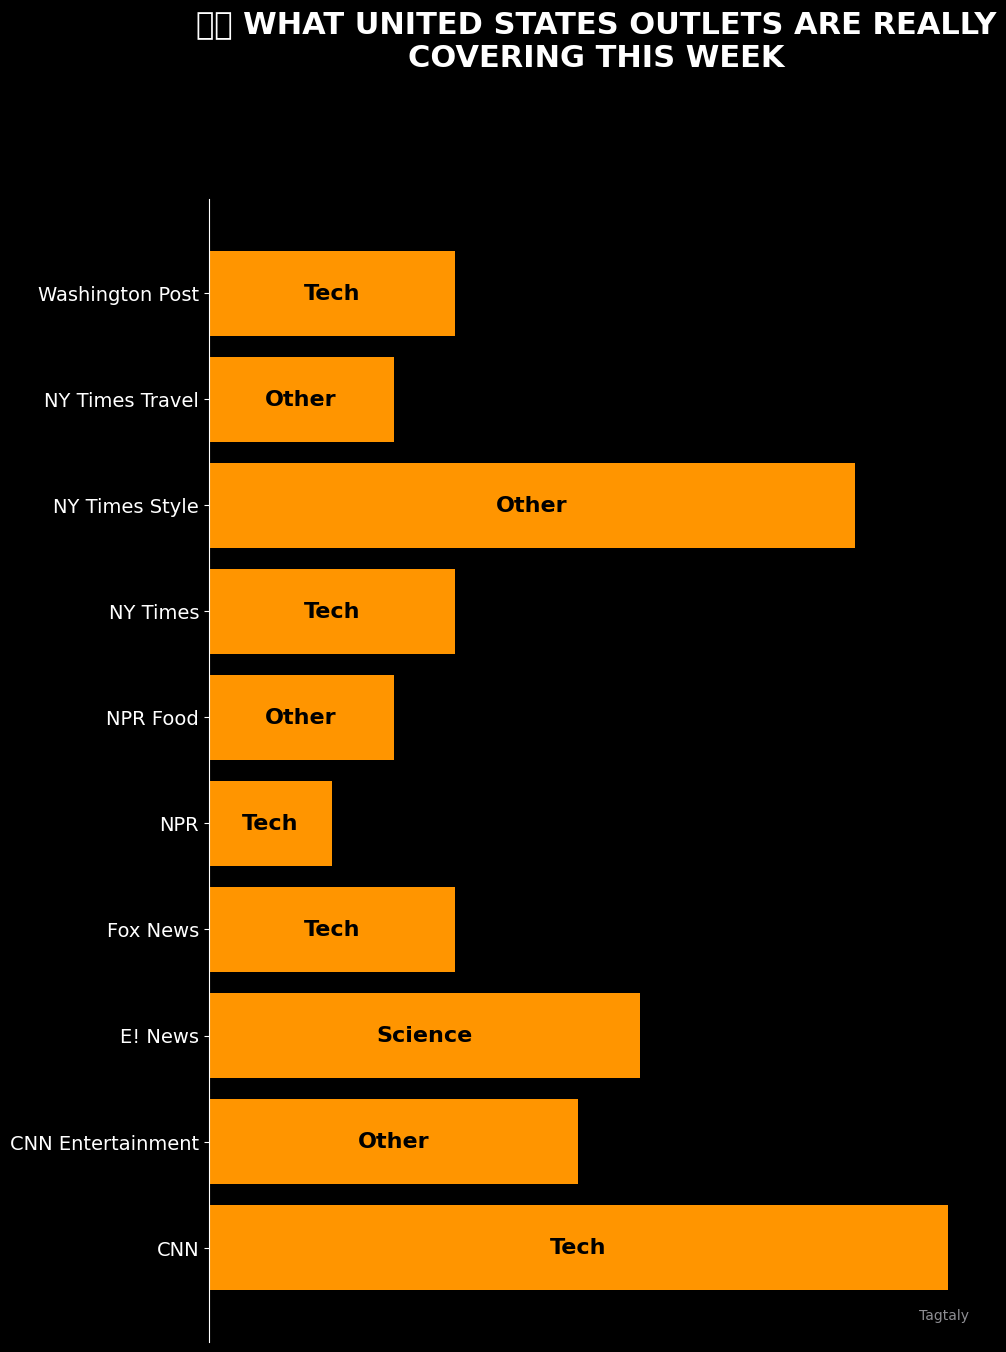 WHAT UNITED STATES OUTLETS ARE REALLY
COVERING THIS WEEK
Washington Post
Tech
NY Times Travel
Other
NY Times Style
Other
NY Times
Tech
NPR Food
Other
NPR
Tech
Fox News
Tech
E! News
Science
CNN Entertainment
Other
CNN
Tech
Tagtaly